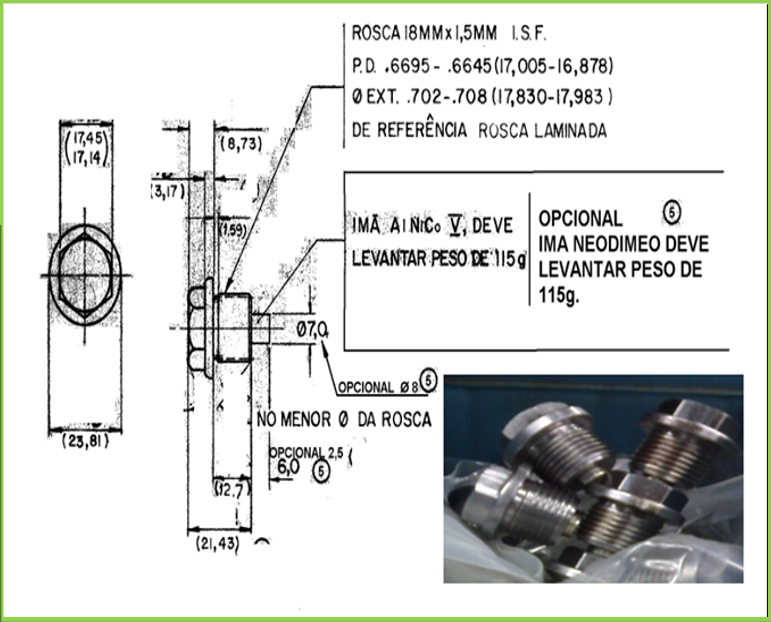 ROSCA 18MM x 1,5MM I.S.F.
P.D. .6695 - .6645 (17,005-16,878)
Ø EXT. .702-.708 (17,830-17,983)
DE REFERÊNCIA ROSCA LAMINADA
(17,45
17,14)
(8,73)
(3,17)
(1,59)
IMÃ AlNiCo V, DEVE
LEVANTAR PESO DE 115g
OPCIONAL 5
IMA NEODIMEO DEVE
LEVANTAR PESO DE
115g.
Ø7,0
OPCIONAL Ø 8 5
NO MENOR Ø DA ROSCA
(23,81)
OPCIONAL 2,5
6,0 5
(12.7)
(21,43)